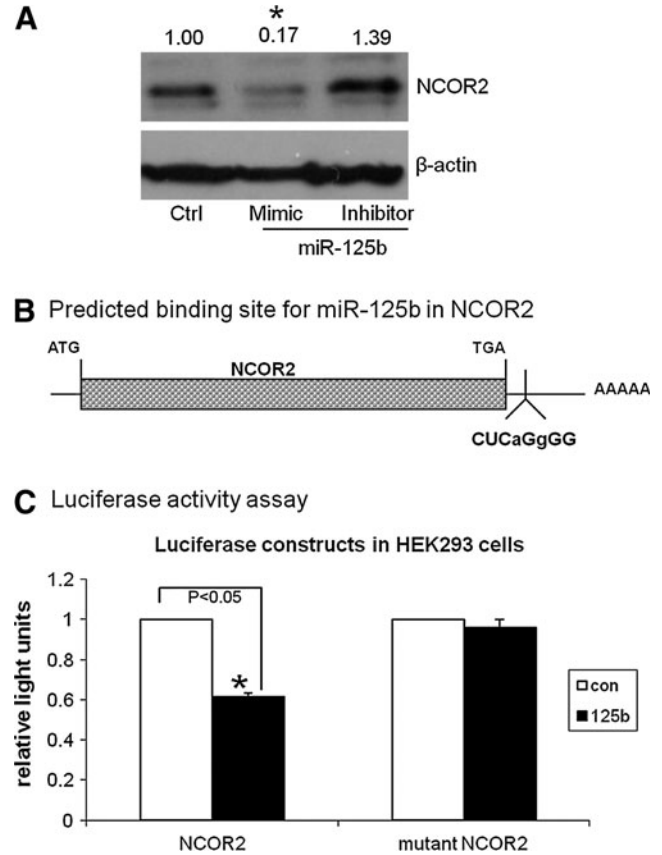 A
*
1.00 0.17 1.39
NCOR2
β-actin
Ctrl Mimic Inhibitor
miR-125b
B Predicted binding site for miR-125b in NCOR2
ATG TGA
NCOR2
AAAAA
CUCaGgGG
C Luciferase activity assay
Luciferase constructs in HEK293 cells
relative light units
1.2
1
0.8
0.6
0.4
0.2
0
P<0.05
*
con
125b
NCOR2 mutant NCOR2